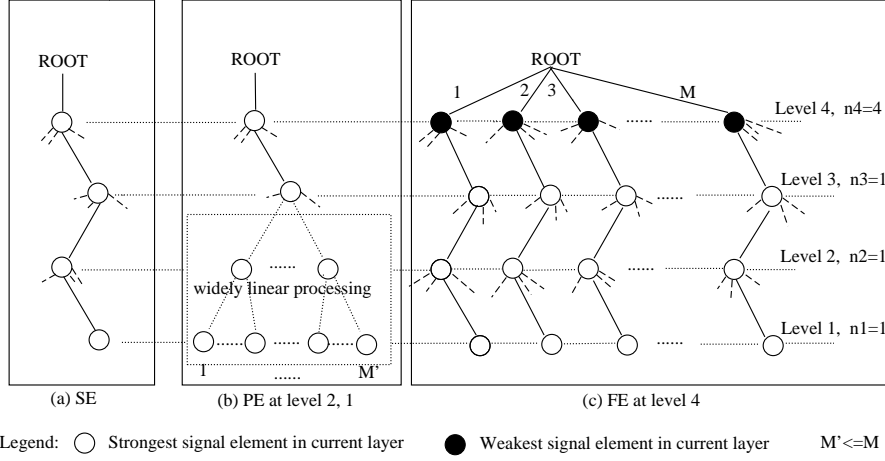 ROOT
ROOT
ROOT
1
2
3
M
Level 4, n4=4
Level 3, n3=1
Level 2, n2=1
Level 1, n1=1
......
......
......
......
......
widely linear processing
......
......
......
1
......
M'
(a) SE
(b) PE at level 2, 1
(c) FE at level 4
Legend:
Strongest signal element in current layer
Weakest signal element in current layer
M'<=M